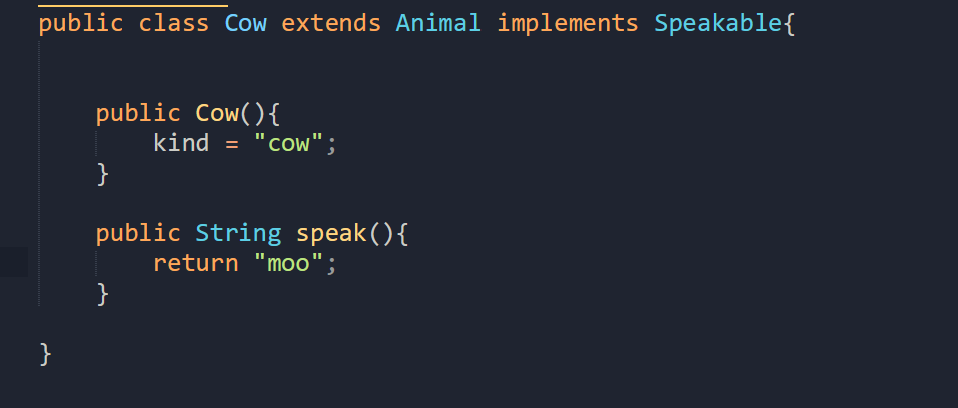 public class Cow extends Animal implements Speakable{
public Cow(){
kind = "cow";
}
public String speak(){
return "moo";
}
}